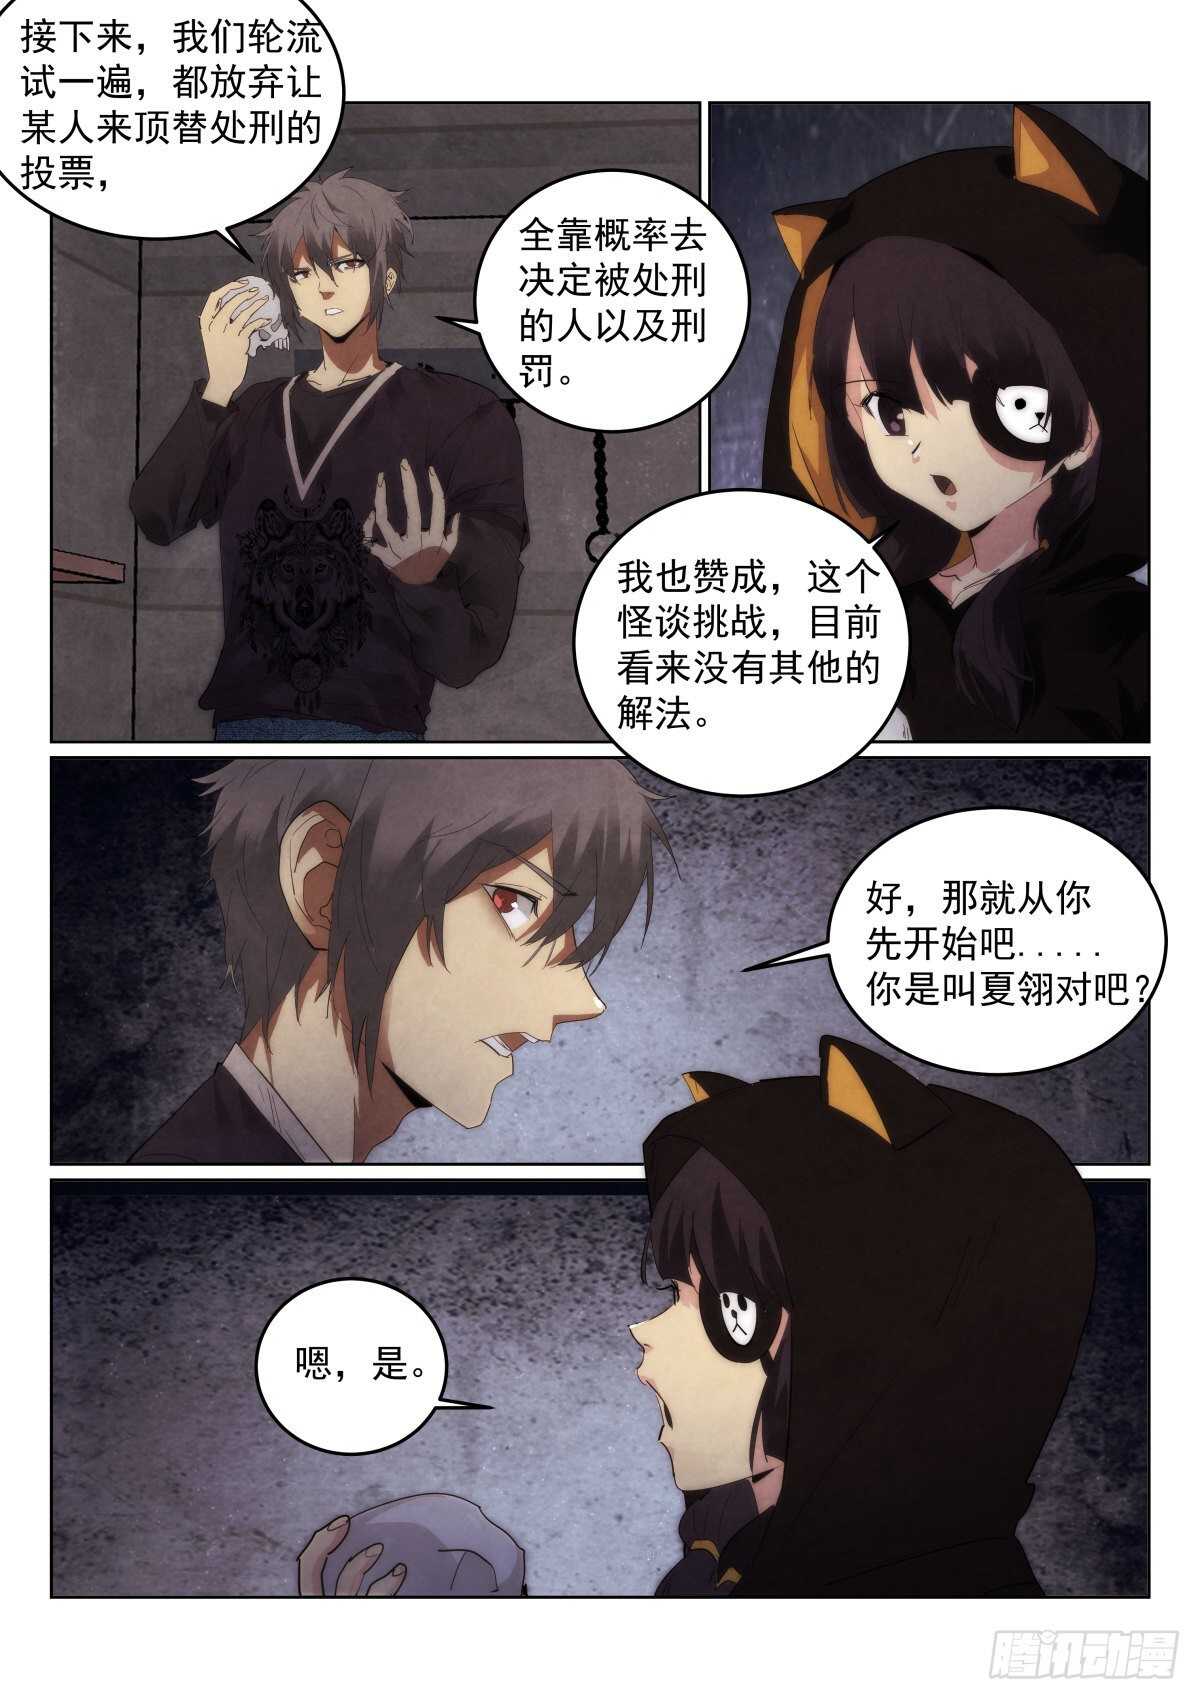 接下来，我们轮流
试一遍，都放弃让
某人来顶替处刑的
投票，
全靠概率去
决定被处刑
的人以及刑
罚。
我也赞成，这个
怪谈挑战，目前
看来没有其他的
解法。
好，那就从你
先开始吧.....
你是叫夏翎对吧？
嗯，是。
腾讯动漫